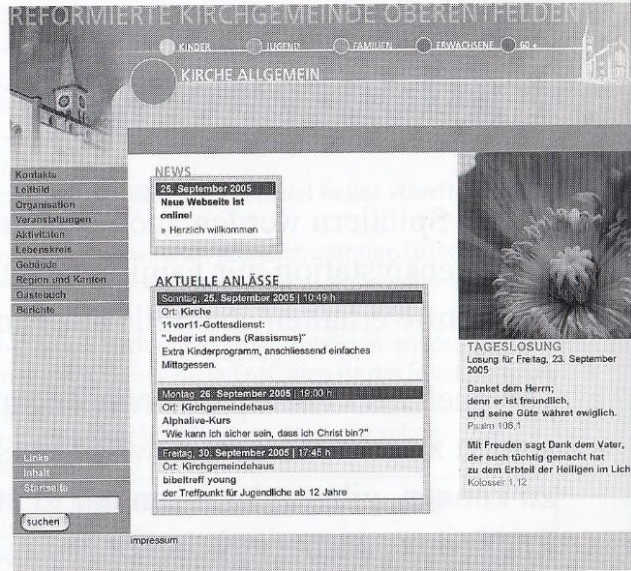 REFORMIERTE KIRCHGEMEINDE OBERENTFELDEN
KINDER JUGEND FAMILIEN ERWACHSENE 60 +
KIRCHE ALLGEMEIN
Kontakte
Leitbild
Organisation
Veranstaltungen
Aktivitäten
Lebenskreis
Gebäude
Region und Kanton
Gästebuch
Berichte
Links
Inhalt
Startseite
suchen
NEWS
25. September 2005
Neue Webseite ist
online!
» Herzlich willkommen
AKTUELLE ANLÄSSE
Sonntag, 25. September 2005 | 10:49 h
Ort: Kirche
11vor11-Gottesdienst:
"Jeder ist anders (Rassismus)"
Extra Kinderprogramm, anschliessend einfaches
Mittagessen.
Montag, 26. September 2005 | 19:00 h
Ort: Kirchgemeindehaus
Alphalive-Kurs
"Wie kann ich sicher sein, dass ich Christ bin?"
Freitag, 30. September 2005 | 17:45 h
Ort: Kirchgemeindehaus
bibeltreff young
der Treffpunkt für Jugendliche ab 12 Jahre
TAGESLOSUNG
Losung für Freitag, 23. September
2005
Danket dem Herrn;
denn er ist freundlich,
und seine Güte währet ewiglich.
Psalm 106,1
Mit Freuden sagt Dank dem Vater,
der euch tüchtig gemacht hat
zu dem Erbteil der Heiligen im Lich
Kolosser 1,12
impressum